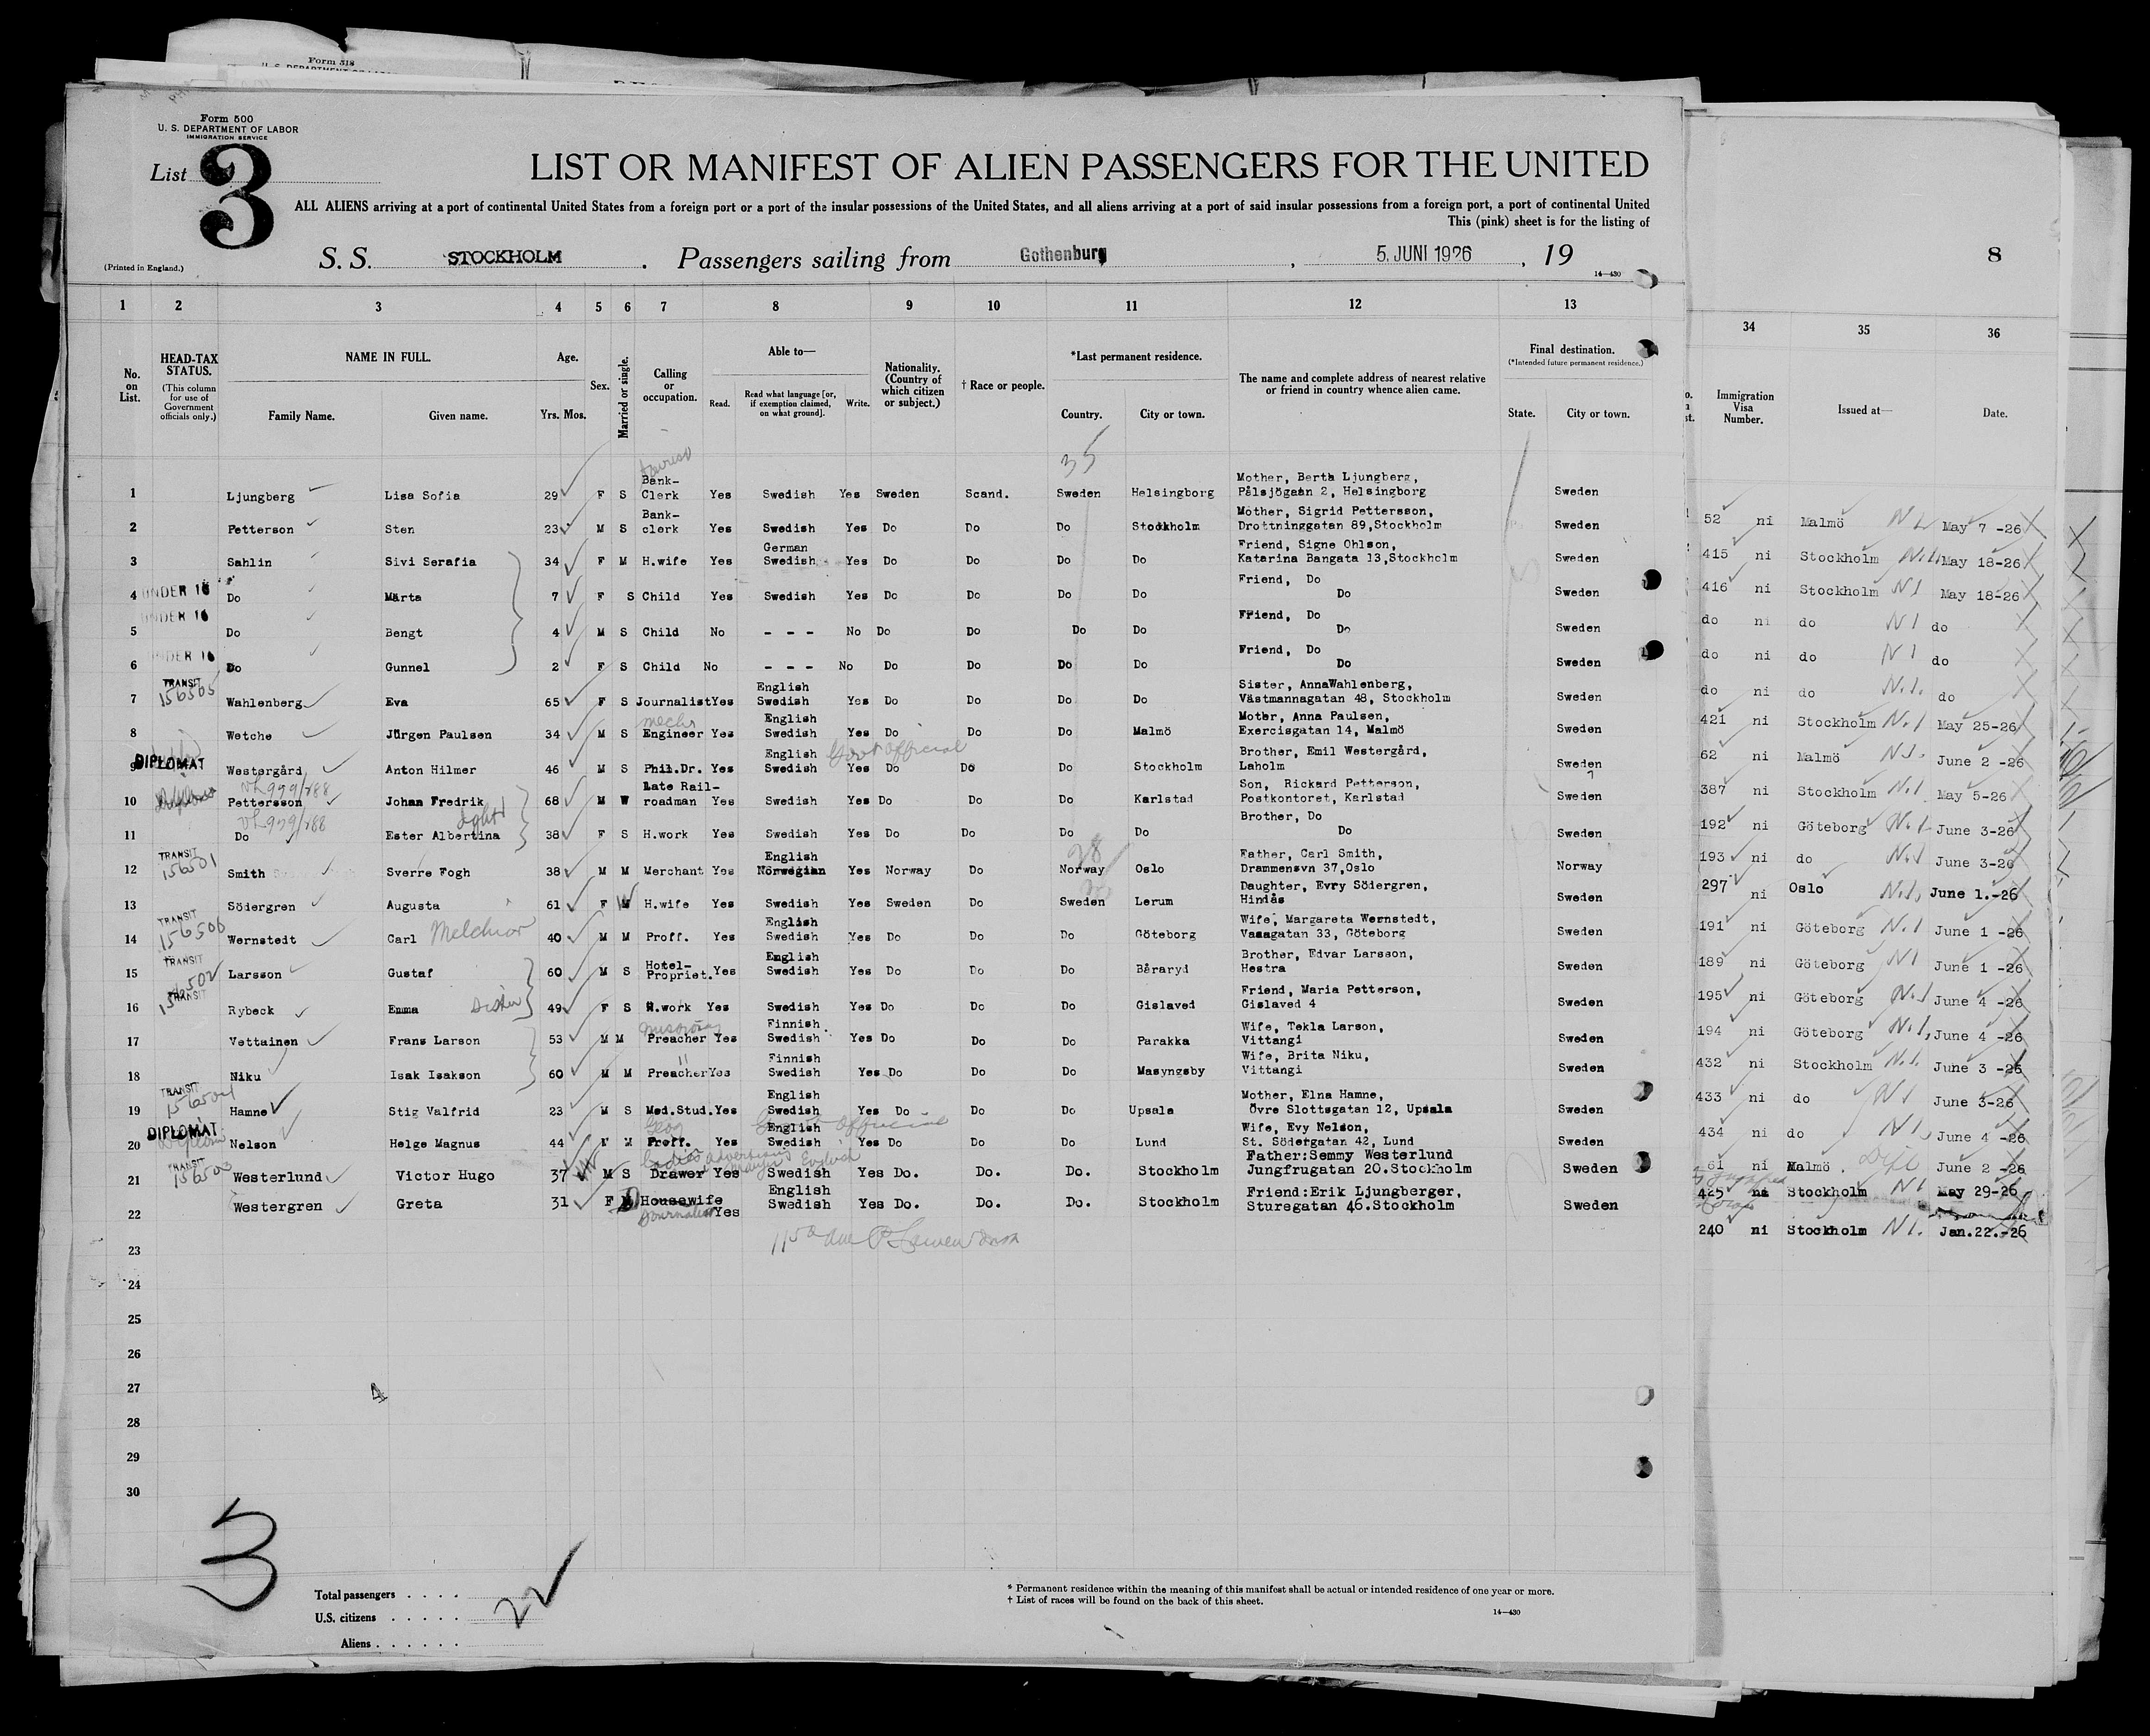 Form 518
Form 500
U. S. DEPARTMENT OF LABOR
IMMIGRATION SERVICE
List 3
LIST OR MANIFEST OF ALIEN PASSENGERS FOR THE UNITED
ALL ALIENS arriving at a port of continental United States from a foreign port or a port of the insular possessions of the United States, and all aliens arriving at a port of said insular possessions from a foreign port, a port of continental United
This (pink) sheet is for the listing of
(Printed in England.)
S. S. STOCKHOLM. Passengers sailing from Gothenburg, 5. JUNI 1926, 19
14—430
8
1 2 3 4 5 6 7 8 9 10 11 12 13 34 35 36
No. on List.
HEAD-TAX STATUS.
(This column for use of Government officials only.)
NAME IN FULL.
Family Name. Given name.
Age.
Yrs. Mos.
Sex.
Married or single.
Calling or occupation.
Able to—
Read. Read what language [or, if exemption claimed, on what ground]. Write.
Nationality. (Country of which citizen or subject.)
† Race or people.
*Last permanent residence.
Country. City or town.
The name and complete address of nearest relative or friend in country whence alien came.
Final destination.
(*Intended future permanent residence.)
State. City or town.
Immigration Visa Number.
Issued at—
Date.
35
1 Ljungberg Lisa Sofia 29 F S Bank-Clerk Yes Swedish Yes Sweden Scand. Sweden Helsingborg Mother, Berta Ljungberg, Pålsjögaan 2, Helsingborg Sweden
2 Petterson Sten 23 M S Bank-clerk Yes Swedish Yes Do Do Do Stockholm Mother, Sigrid Pettersson, Drottninggatan 89,Stockholm Sweden
3 Sahlin Sivi Serafia 34 F M H.wife Yes German Swedish Yes Do Do Do Do Friend, Signe Ohlson, Katarina Bangata 13,Stockholm Sweden
4 UNDER 16 Do Märta 7 F S Child Yes Swedish Yes Do Do Do Do Friend, Do Do Sweden
5 UNDER 16 Do Bengt 4 M S Child No - - - No Do Do Do Do Friend, Do Do Sweden
6 UNDER 16 Do Gunnel 2 F S Child No - - - No Do Do Do Do Friend, Do Do Sweden
7 TRANSIT 156505 Wahlenberg Eva 65 F S Journalist Yes English Swedish Yes Do Do Do Do Sister, AnnaWahlenberg, Västmannagatan 48, Stockholm Sweden
8 Wetche Jürgen Paulsen 34 M S mech Engineer Yes English Swedish Yes Do Do Do Malmö Mother, Anna Paulsen, Exercisgatan 14, Malmö Sweden
9 DIPLOMAT Westergård Anton Hilmer 46 M S Phil.Dr. Yes English Swedish Govt Official Yes Do Do Do Stockholm Brother, Emil Westergård, Laholm Sweden
10 Pettersson Johan Fredrik 68 M W Late Rail-roadman Yes Swedish Yes Do Do Do Karlstad Son, Rickard Petterson, Postkontoret, Karlstad Sweden
11 Do Ester Albertina 38 F S H.work Yes Swedish Yes Do Do Do Do Brother, Do Do Sweden
28
12 TRANSIT 156501 Smith Sverre Fogh 38 M M Merchant Yes English Norwegian Yes Norway Do Norway Oslo Father, Carl Smith, Drammensvn 37,Oslo Norway
13 Södergren Augusta 61 F W H.wife Yes Swedish Yes Sweden Do Sweden Lerum Daughter, Evry Södergren, Hindås Sweden
14 TRANSIT 156506 Wernstedt Carl Melchior 40 M M Proff. Yes English Swedish Yes Do Do Do Göteborg Wife, Margareta Wernstedt, Vasagatan 33, Göteborg Sweden
15 TRANSIT 156502 Larsson Gustaf 60 M S Hotel-Propriet. Yes English Swedish Yes Do Do Do Båraryd Brother, Edvar Larsson, Hestra Sweden
16 TRANSIT Rybeck Emma Sister 49 F S H.work Yes Swedish Yes Do Do Do Gislaved Friend, Maria Petterson, Gislaved 4 Sweden
17 Vettainen Frans Larson 53 M M Preacher Yes Finnish Swedish Yes Do Do Do Parakka Wife, Tekla Larson, Vittangi Sweden
18 Niku Isak Isakson 60 M M Preacher Yes Finnish Swedish Yes Do Do Do Masyngsby Wife, Brita Niku, Vittangi Sweden
19 TRANSIT 156504 Hamne Stig Valfrid 23 M S Med.Stud. Yes English Swedish Yes Do Do Do Upsala Mother, Elna Hamne, Övre Slottsgatan 12, Upsala Sweden
20 DIPLOMAT Nelson Helge Magnus 44 M M Proff. Yes English Swedish Official Yes Do Do Do Lund Wife, Evy Nelson, St. Södergatan 42, Lund Sweden
21 TRANSIT 156503 Westerlund Victor Hugo 37 M S Drawer Yes Swedish English Yes Do. Do. Do. Stockholm Father:Semmy Westerlund Jungfrugatan 20.Stockholm Sweden
22 Westergren Greta 31 F D Housewife Journalist Yes English Swedish Yes Do. Do. Do. Stockholm Friend:Erik Ljungberger, Sturegatan 46.Stockholm Sweden
23
24
25
26
27
28
29
30
4
52 ni Malmö N I May 7 -26
415 ni Stockholm N.I. May 18-26
416 ni Stockholm N I May 18-26
do ni do N I do
do ni do N I do
do ni do N.I. do
421 ni Stockholm N.I May 25-26
62 ni Malmö N I. June 2 -26
387 ni Stockholm N.I May 5-26
192 ni Göteborg N.I. June 3-26
193 ni do N.I June 3-26
297 ni Oslo N.I. June 1.-26
191 ni Göteborg N.I June 1 -26
189 ni Göteborg N I June 1 -26
195 ni Göteborg N.I June 4 -26
194 ni Göteborg N.I, June 4 -26
432 ni Stockholm N.I. June 3 -26
433 ni do N I June 3-26
434 ni do N I, June 4 -26
61 ni Malmö. Dipl June 2 -26
425 ni Stockholm N I May 29-26
240 ni Stockholm N I. Jan.22.-26
3
Total passengers . . . .
U.S. citizens . . . . .
Aliens . . . . . .
22
* Permanent residence within the meaning of this manifest shall be actual or intended residence of one year or more.
† List of races will be found on the back of this sheet.
14—430